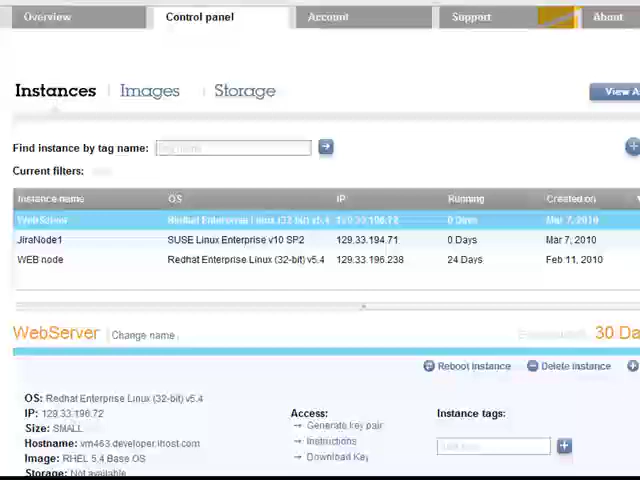 Overview Control panel Account Support About
Instances Images Storage View A
Find instance by tag name:
Current filters:
Instance name OS IP Running Created on
WebServer Redhat Enterprise Linux (32-bit) v5.4 129.33.196.72 0 Days Mar 7, 2010
JiraNode1 SUSE Linux Enterprise v10 SP2 129.33.194.71 0 Days Mar 7, 2010
WEB node Redhat Enterprise Linux (32-bit) v5.4 129.33.196.238 24 Days Feb 11, 2010
WebServer Change name 30 Da
Reboot instance Delete instance
OS: Redhat Enterprise Linux (32-bit) v5.4
IP: 129.33.196.72 Access: Instance tags:
Size: SMALL → Generate key pair
Hostname: vm463.developer.ihost.com → Instructions
Image: RHEL 5.4 Base OS → Download Key
Storage: Not available